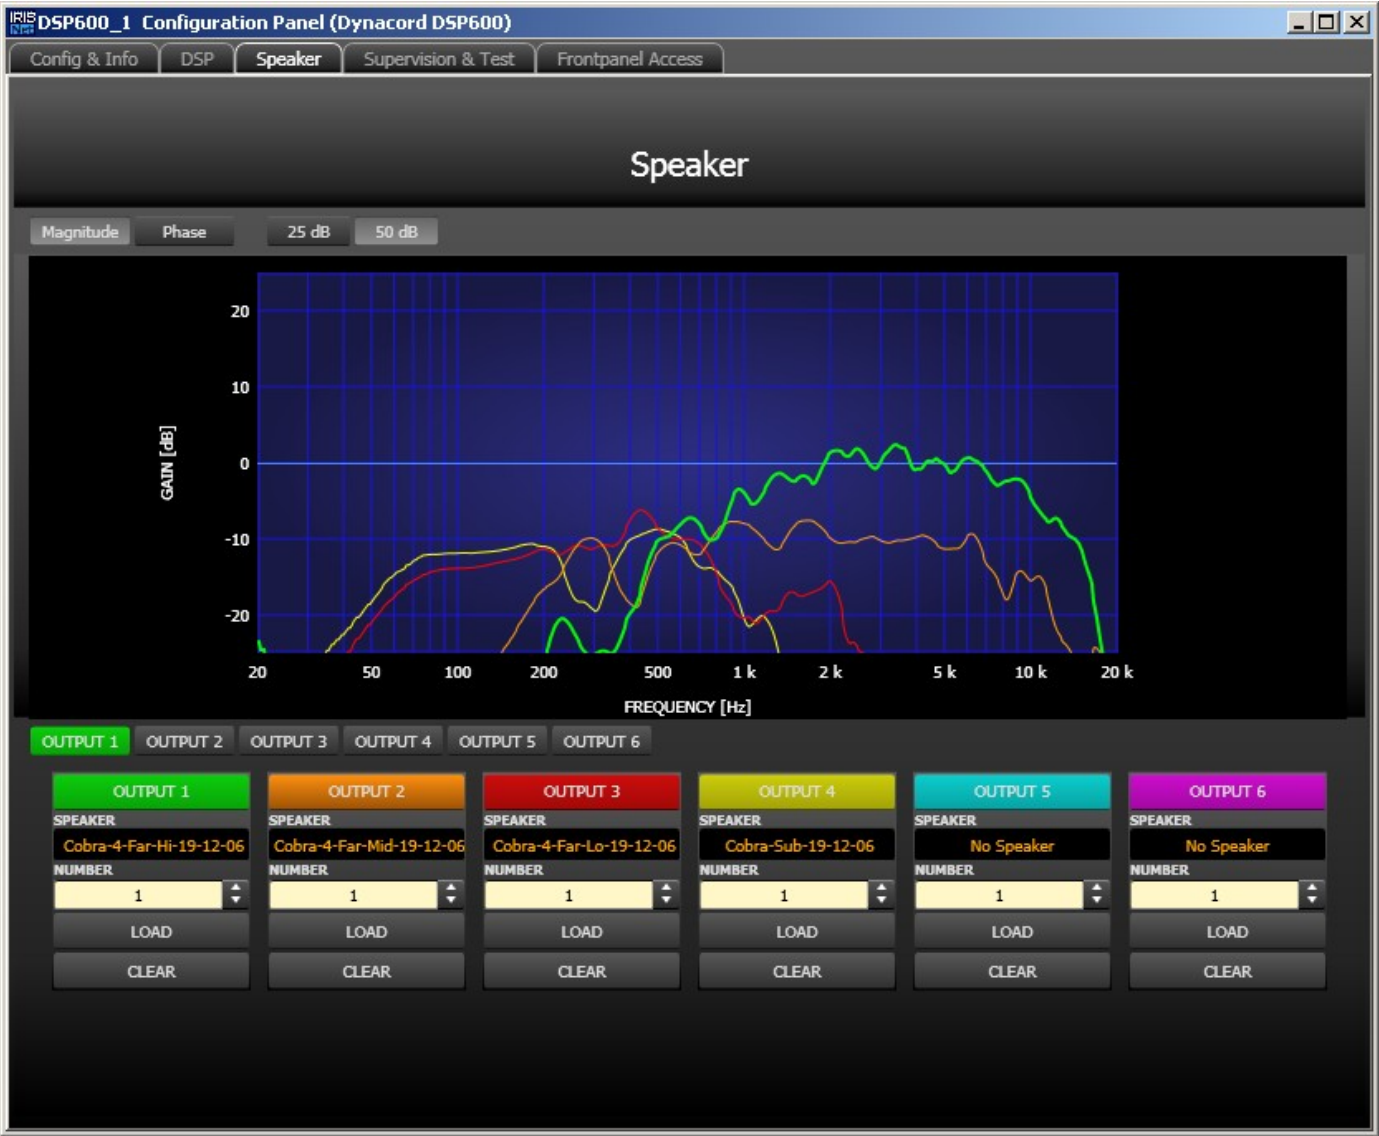 IRIS Net DSP600_1 Configuration Panel (Dynacord DSP600)
Config & Info DSP Speaker Supervision & Test Frontpanel Access
Speaker
Magnitude Phase 25 dB 50 dB
20
10
0
-10
-20
GAIN [dB]
20 50 100 200 500 1 k 2 k 5 k 10 k 20 k
FREQUENCY [Hz]
OUTPUT 1 OUTPUT 2 OUTPUT 3 OUTPUT 4 OUTPUT 5 OUTPUT 6
OUTPUT 1 OUTPUT 2 OUTPUT 3 OUTPUT 4 OUTPUT 5 OUTPUT 6
SPEAKER SPEAKER SPEAKER SPEAKER SPEAKER SPEAKER
Cobra-4-Far-Hi-19-12-06 Cobra-4-Far-Mid-19-12-06 Cobra-4-Far-Lo-19-12-06 Cobra-Sub-19-12-06 No Speaker No Speaker
NUMBER NUMBER NUMBER NUMBER NUMBER NUMBER
1 1 1 1 1 1
LOAD LOAD LOAD LOAD LOAD LOAD
CLEAR CLEAR CLEAR CLEAR CLEAR CLEAR